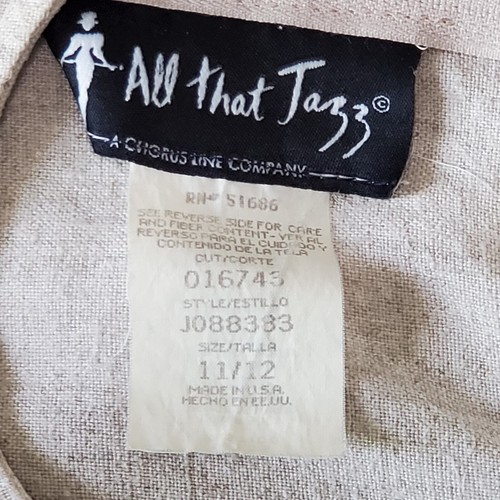 All that Jazz©
A CHORUS LINE COMPANY
RN# 51686
SEE REVERSE SIDE FOR CARE
AND FIBER CONTENT-VER AL
REVERSO PARA EL CUIDADO Y
CONTENIDO DE LA TELA
CUT/CORTE
016743
STYLE/ESTILLO
J088383
SIZE/TALLA
11/12
MADE IN U.S.A.
HECHO EN EE.UU.